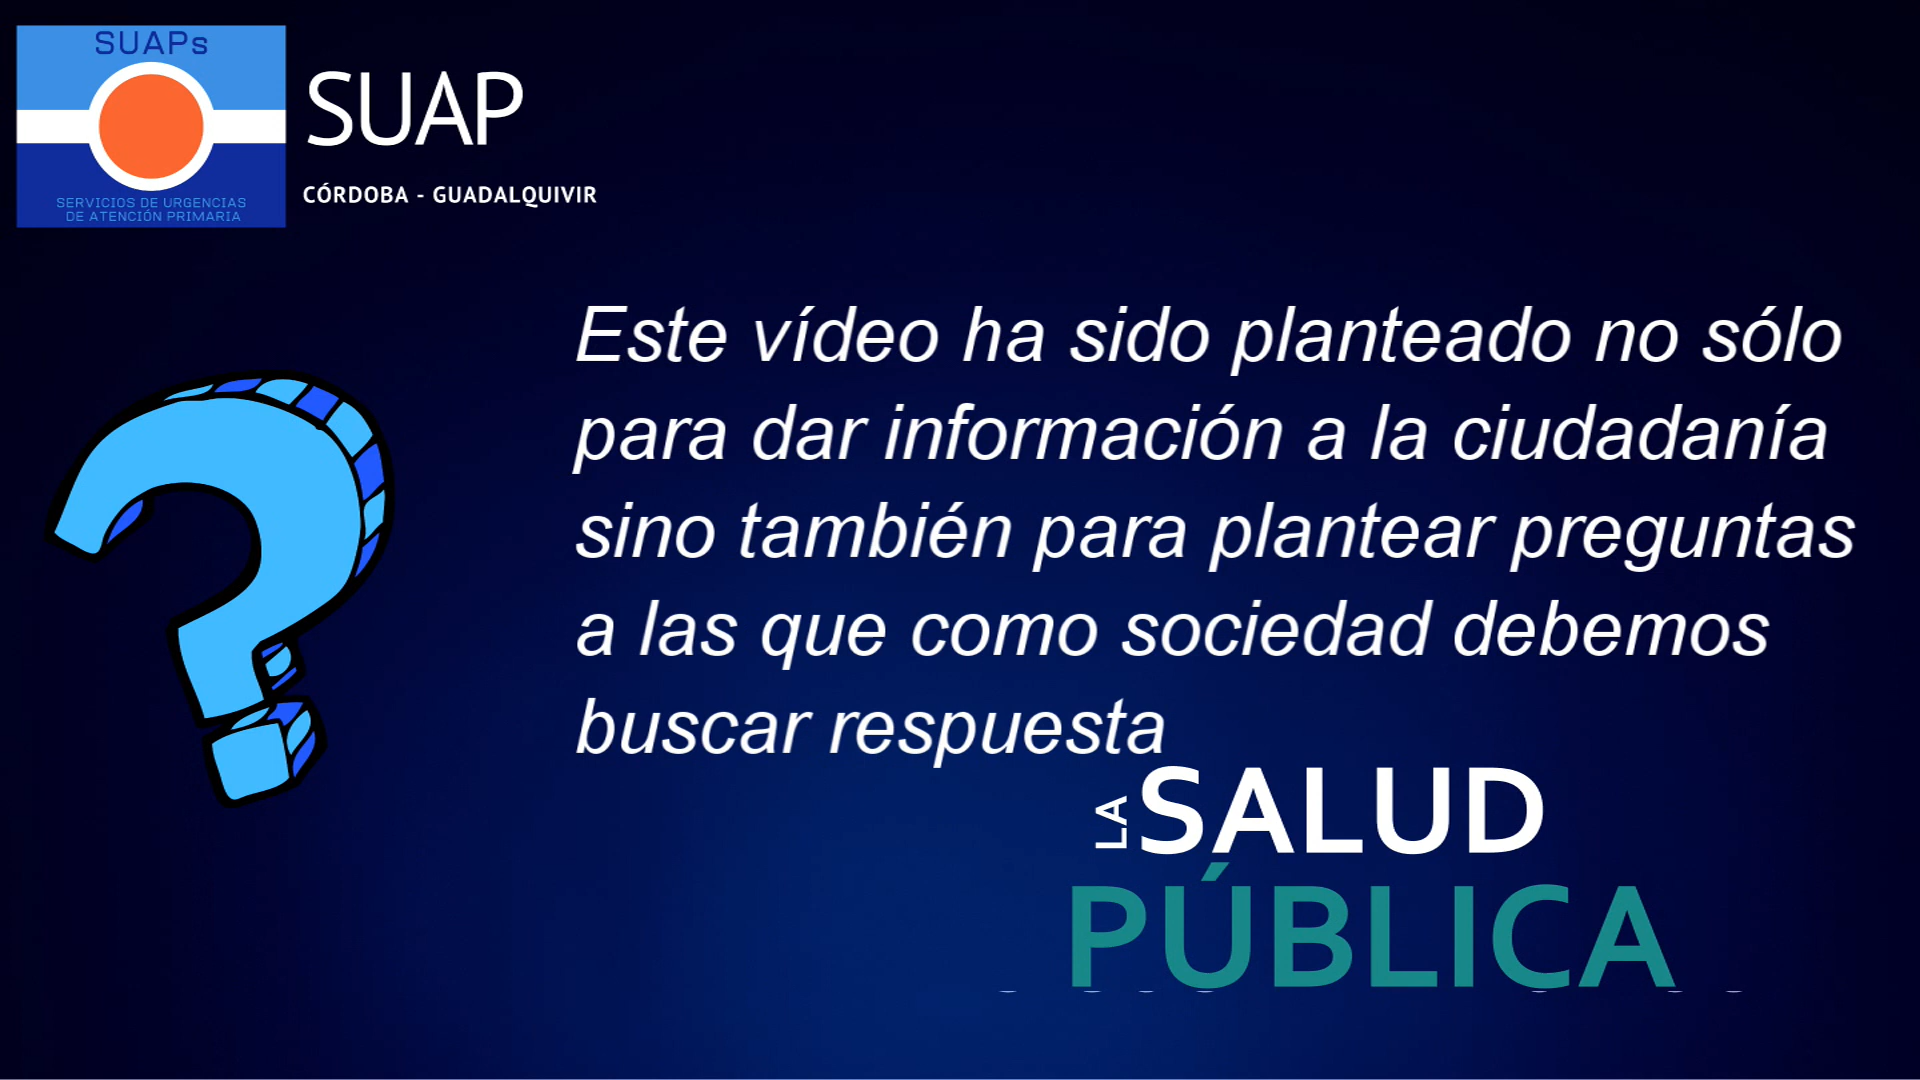 SUAPs
SERVICIOS DE URGENCIAS
DE ATENCIÓN PRIMARIA
SUAP
CÓRDOBA - GUADALQUIVIR
Este vídeo ha sido planteado no sólo
para dar información a la ciudadanía
sino también para plantear preguntas
a las que como sociedad debemos
buscar respuesta
LA SALUD
PÚBLICA